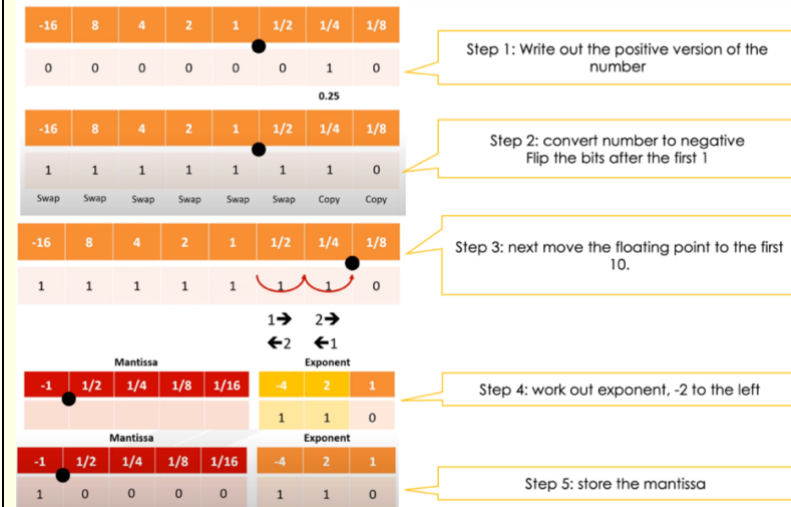 -16 8 4 2 1 1/2 1/4 1/8
0 0 0 0 0 0 1 0
0.25
Step 1: Write out the positive version of the
number
-16 8 4 2 1 1/2 1/4 1/8
1 1 1 1 1 1 1 0
Swap Swap Swap Swap Swap Swap Copy Copy
Step 2: convert number to negative
Flip the bits after the first 1
-16 8 4 2 1 1/2 1/4 1/8
1 1 1 1 1 1 1 0
1➔ 2➔
←2 ←1
Step 3: next move the floating point to the first
10.
Mantissa Exponent
-1 1/2 1/4 1/8 1/16 -4 2 1
1 1 0
Step 4: work out exponent, -2 to the left
Mantissa Exponent
-1 1/2 1/4 1/8 1/16 -4 2 1
1 0 0 0 0 1 1 0
Step 5: store the mantissa